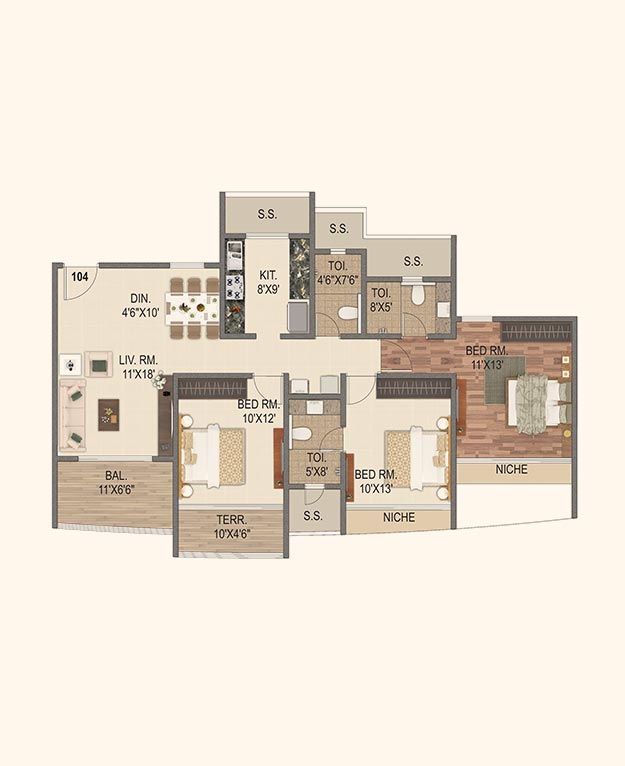 S.S.
S.S.
S.S.
104
KIT.
8'X9'
TOI.
4'6"X7'6"
TOI.
8'X5'
DIN.
4'6"X10'
LIV. RM.
11'X18'
BED RM.
11'X13'
BED RM.
10'X12'
TOI.
5'X8'
BED RM.
10'X13'
NICHE
BAL.
11'X6'6"
TERR.
10'X4'6"
S.S.
NICHE